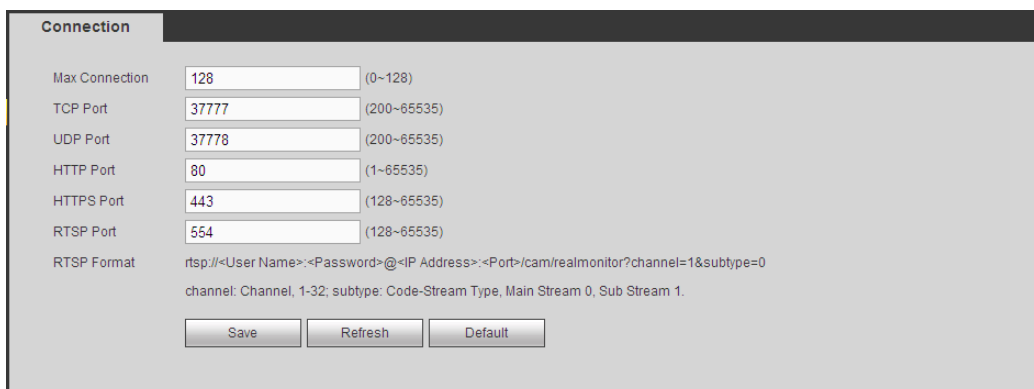 Connection
Max Connection 128 (0~128)
TCP Port 37777 (200~65535)
UDP Port 37778 (200~65535)
HTTP Port 80 (1~65535)
HTTPS Port 443 (128~65535)
RTSP Port 554 (128~65535)
RTSP Format rtsp://<User Name>:<Password>@<IP Address>:<Port>/cam/realmonitor?channel=1&subtype=0
channel: Channel, 1-32; subtype: Code-Stream Type, Main Stream 0, Sub Stream 1.
Save Refresh Default